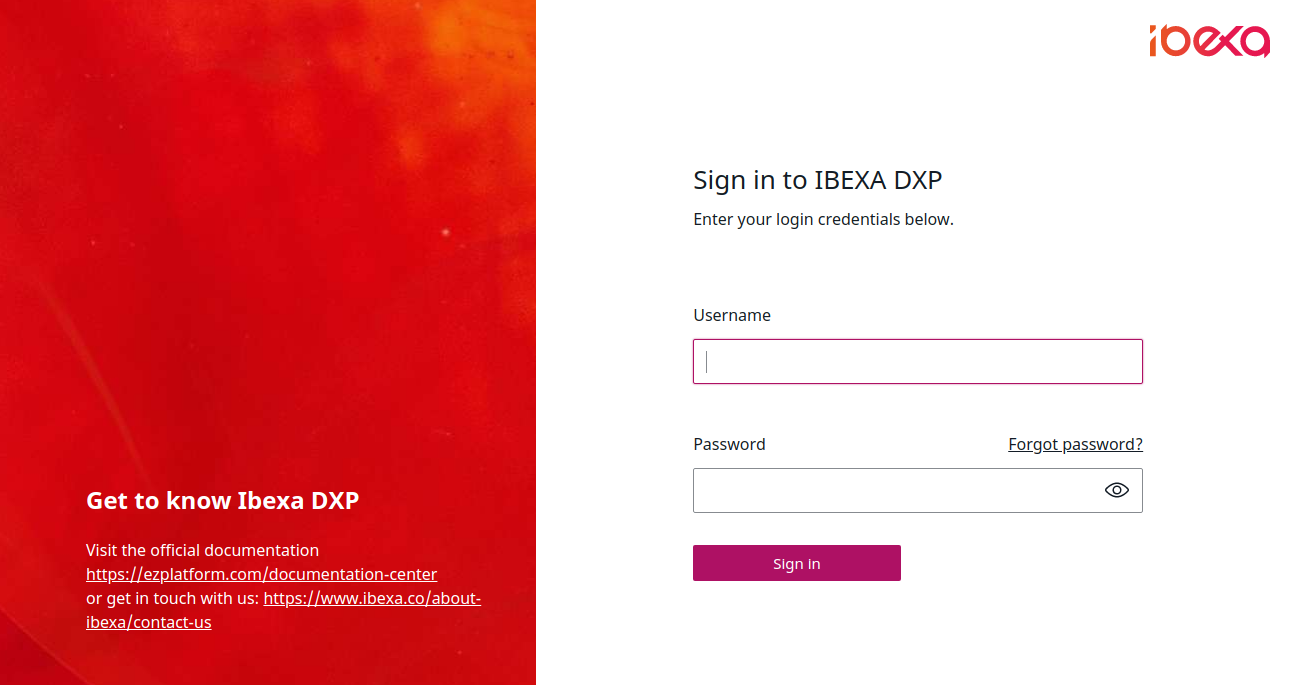 ibexa
Sign in to IBEXA DXP
Enter your login credentials below.
Username
Password
Forgot password?
Sign in
Get to know Ibexa DXP
Visit the official documentation
https://ezplatform.com/documentation-center
or get in touch with us: https://www.ibexa.co/about-
ibexa/contact-us